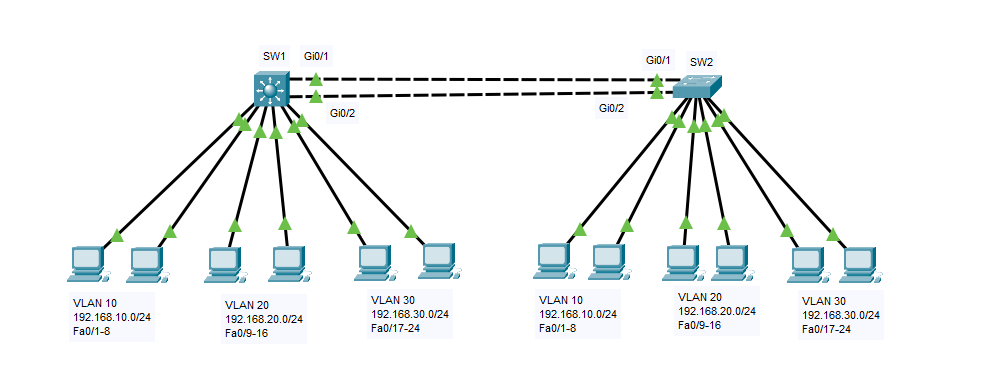 SW1
Gi0/1
Gi0/1
SW2
Gi0/2
Gi0/2
VLAN 10
192.168.10.0/24
Fa0/1-8
VLAN 20
192.168.20.0/24
Fa0/9-16
VLAN 30
192.168.30.0/24
Fa0/17-24
VLAN 10
192.168.10.0/24
Fa0/1-8
VLAN 20
192.168.20.0/24
Fa0/9-16
VLAN 30
192.168.30.0/24
Fa0/17-24